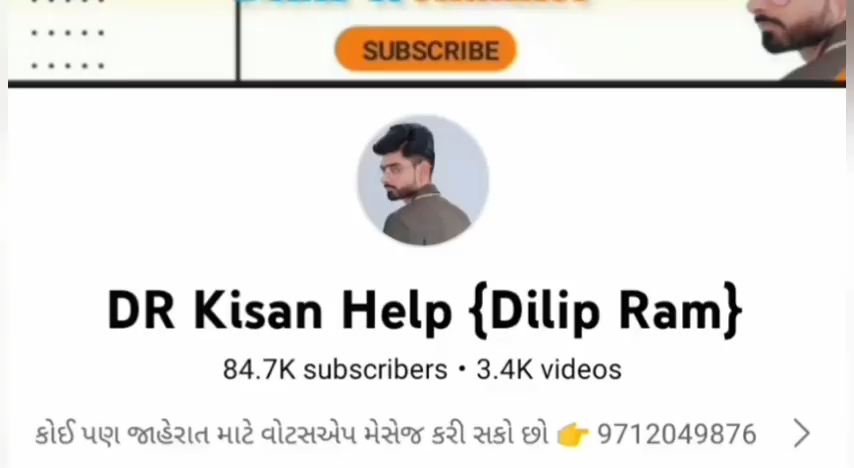 SUBSCRIBE
DR Kisan Help {Dilip Ram}
84.7K subscribers • 3.4K videos
કોઈ પણ જાહેરાત માટે વોટસએપ મેસેજ કરી સકો છો 👉 9712049876